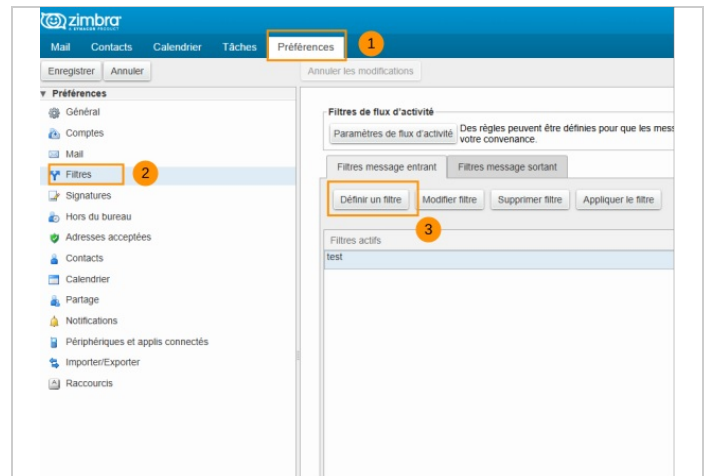 zimbra
A SYNACOR PRODUCT
Mail Contacts Calendrier Tâches Préférences 1
Enregistrer Annuler Annuler les modifications
Préférences
Général
Comptes
Mail
Filtres 2
Signatures
Hors du bureau
Adresses acceptées
Contacts
Calendrier
Partage
Notifications
Périphériques et applis connectés
Importer/Exporter
Raccourcis
Filtres de flux d'activité
Paramètres de flux d'activité
Des règles peuvent être définies pour que les mess
votre convenance.
Filtres message entrant Filtres message sortant
Définir un filtre Modifier filtre Supprimer filtre Appliquer le filtre
3
Filtres actifs
test